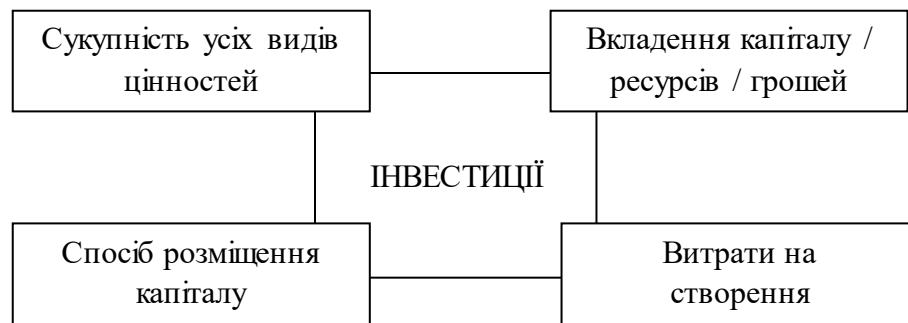 Сукупність усіх видів
цінностей
Вкладення капіталу /
ресурсів / грошей
ІНВЕСТИЦІЇ
Спосіб розміщення
капіталу
Витрати на
створення